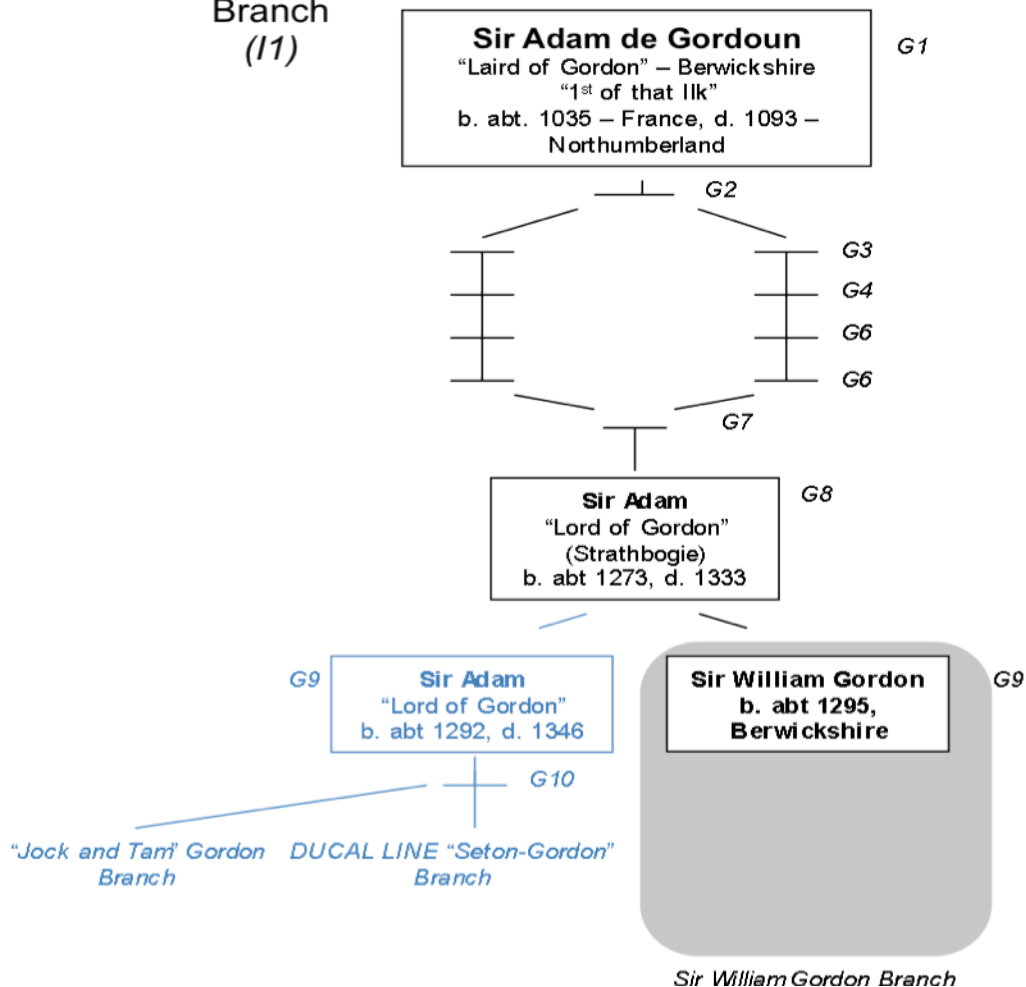 Branch
(I1)
Sir Adam de Gordoun
G1
“Laird of Gordon” – Berwickshire
“1st of that Ilk”
b. abt. 1035 – France, d. 1093 –
Northumberland
G2
G3
G4
G6
G6
G7
Sir Adam
G8
“Lord of Gordon”
(Strathbogie)
b. abt 1273, d. 1333
G9
Sir Adam
“Lord of Gordon”
b. abt 1292, d. 1346
Sir William Gordon
b. abt 1295,
Berwickshire
G9
G10
“Jock and Tam” Gordon
Branch
DUCAL LINE “Seton-Gordon”
Branch
Sir William Gordon Branch